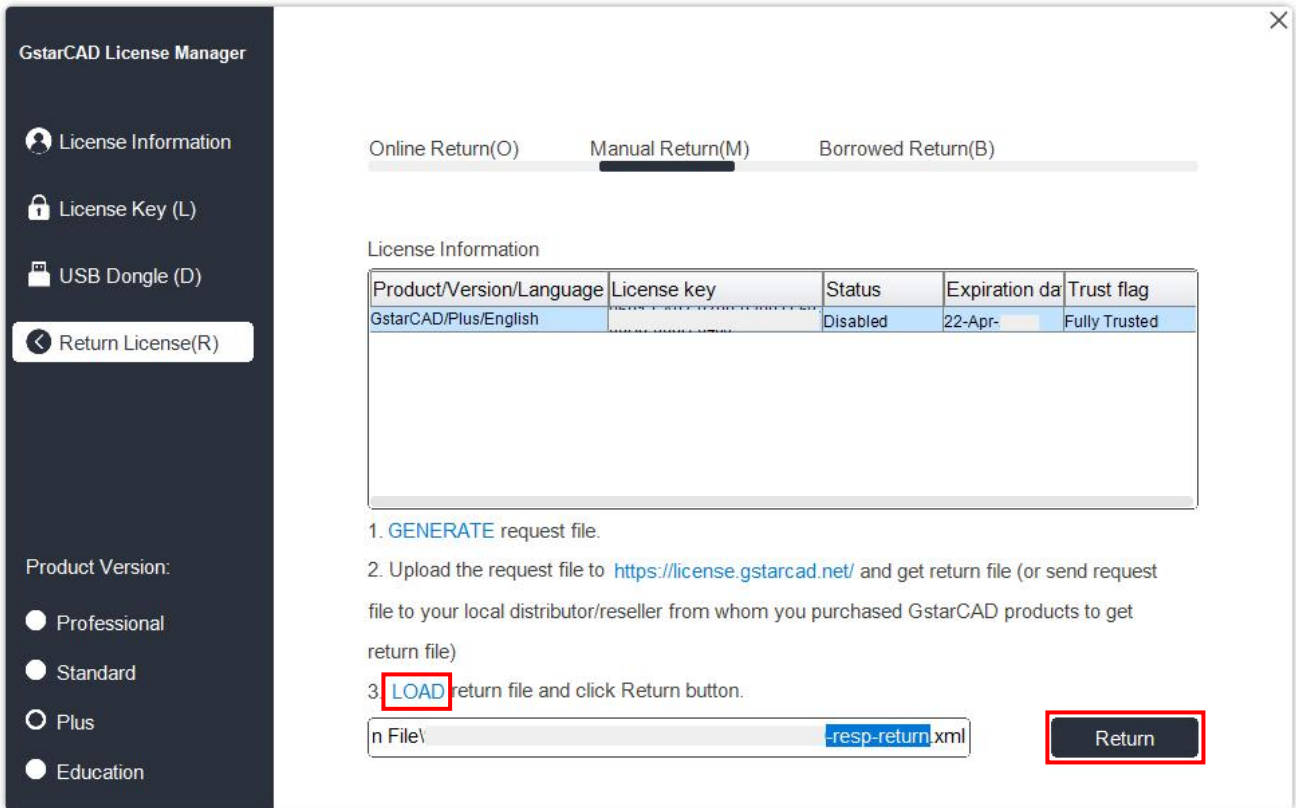 GstarCAD License Manager
License Information
License Key (L)
USB Dongle (D)
Return License(R)
Product Version:
Professional
Standard
Plus
Education
Online Return(O) Manual Return(M) Borrowed Return(B)
License Information
Product/Version/Language License key Status Expiration da Trust flag
GstarCAD/Plus/English Disabled 22-Apr- Fully Trusted
1. GENERATE request file.
2. Upload the request file to https://license.gstarcad.net/ and get return file (or send request
file to your local distributor/reseller from whom you purchased GstarCAD products to get
return file)
3. LOAD return file and click Return button.
n File\ -resp-return.xml
Return